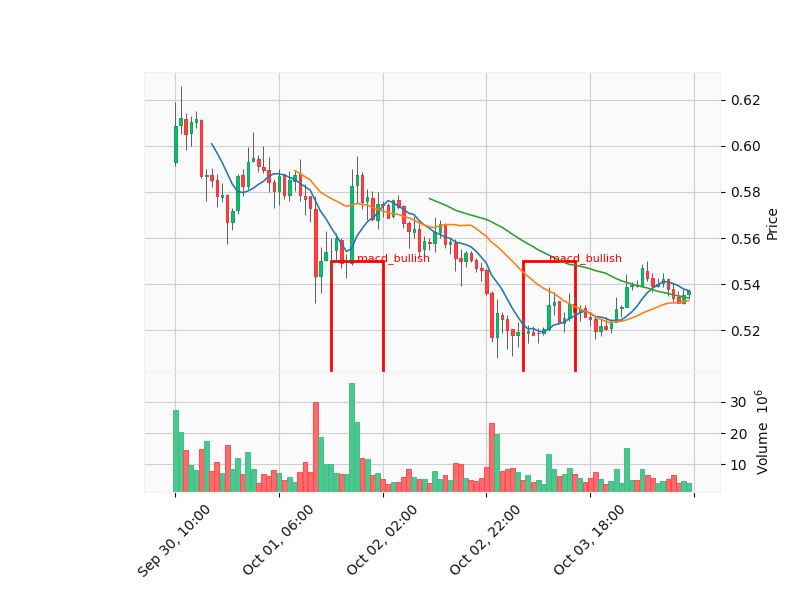 0.62
0.60
0.58
0.56
0.54
0.52
Price
macd_bullish
macd_bullish
30
20
10
Volume 10^6
Sep 30, 10:00
Oct 01, 06:00
Oct 02, 02:00
Oct 02, 22:00
Oct 03, 18:00